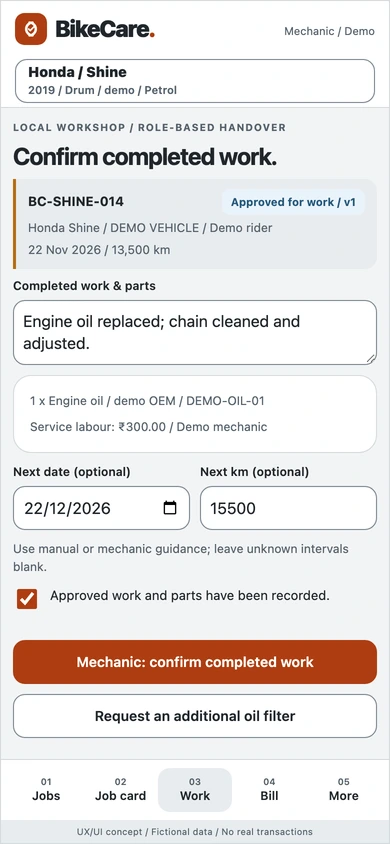 BikeCare.
Mechanic / Demo
Honda / Shine
2019 / Drum / demo / Petrol
LOCAL WORKSHOP / ROLE-BASED HANDOVER
Confirm completed work.
BC-SHINE-014
Approved for work / v1
Honda Shine / DEMO VEHICLE / Demo rider
22 Nov 2026 / 13,500 km
Completed work & parts
Engine oil replaced; chain cleaned and
adjusted.
1 x Engine oil / demo OEM / DEMO-OIL-01
Service labour: ₹300.00 / Demo mechanic
Next date (optional)
Next km (optional)
22/12/2026
15500
Use manual or mechanic guidance; leave unknown intervals
blank.
Approved work and parts have been recorded.
Mechanic: confirm completed work
Request an additional oil filter
01
Jobs
02
Job card
03
Work
04
Bill
05
More
UX/UI concept / Fictional data / No real transactions